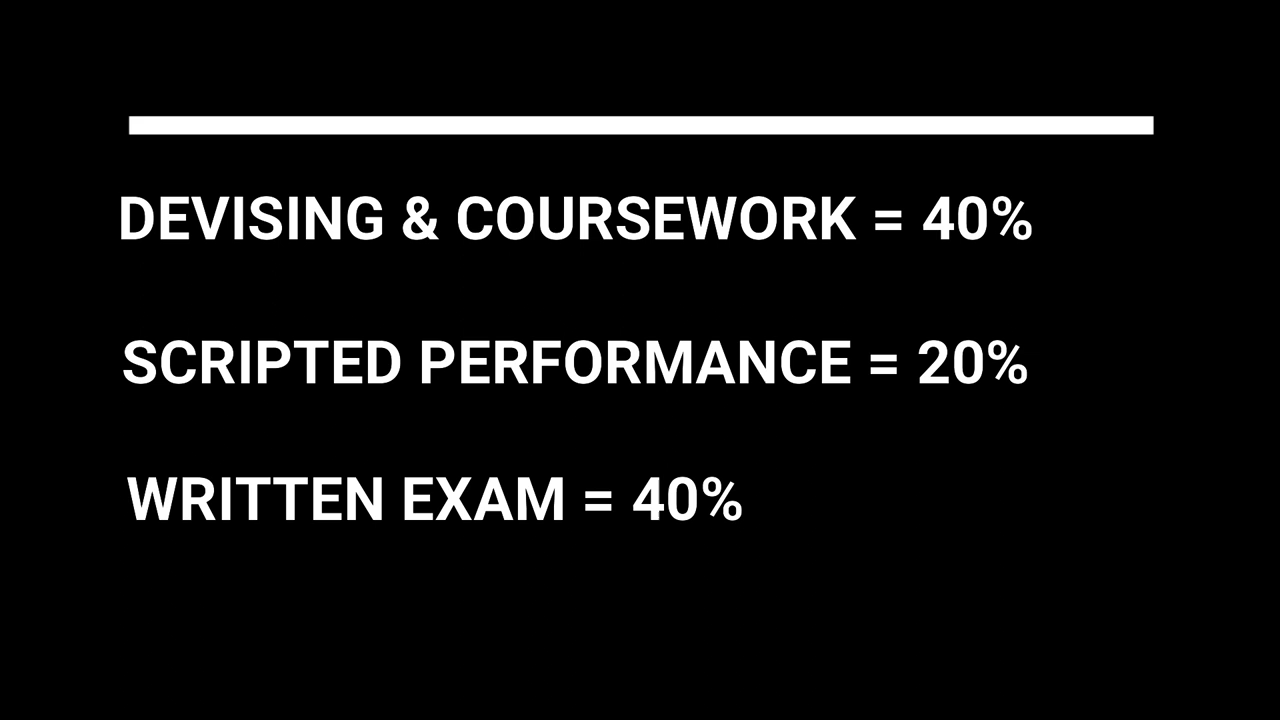 DEVISING & COURSEWORK = 40%
SCRIPTED PERFORMANCE = 20%
WRITTEN EXAM = 40%